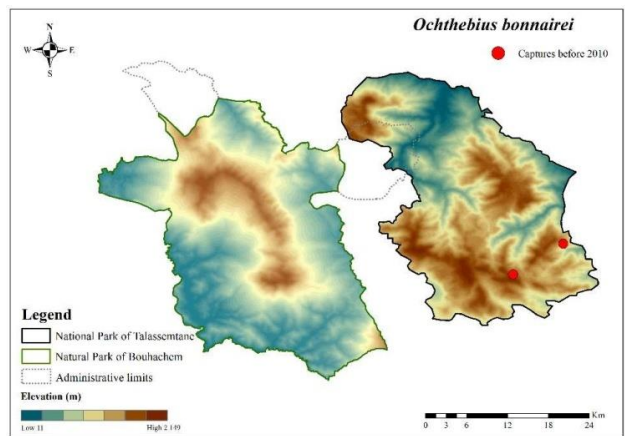 Ochthebius bonnairei
Captures before 2010
N
W E
S
Legend
National Park of Talassemtane
Natural Park of Bouhachem
Administrative limits
Elevation (m)
Low 11 High 2 149
Km
0 3 6 12 18 24